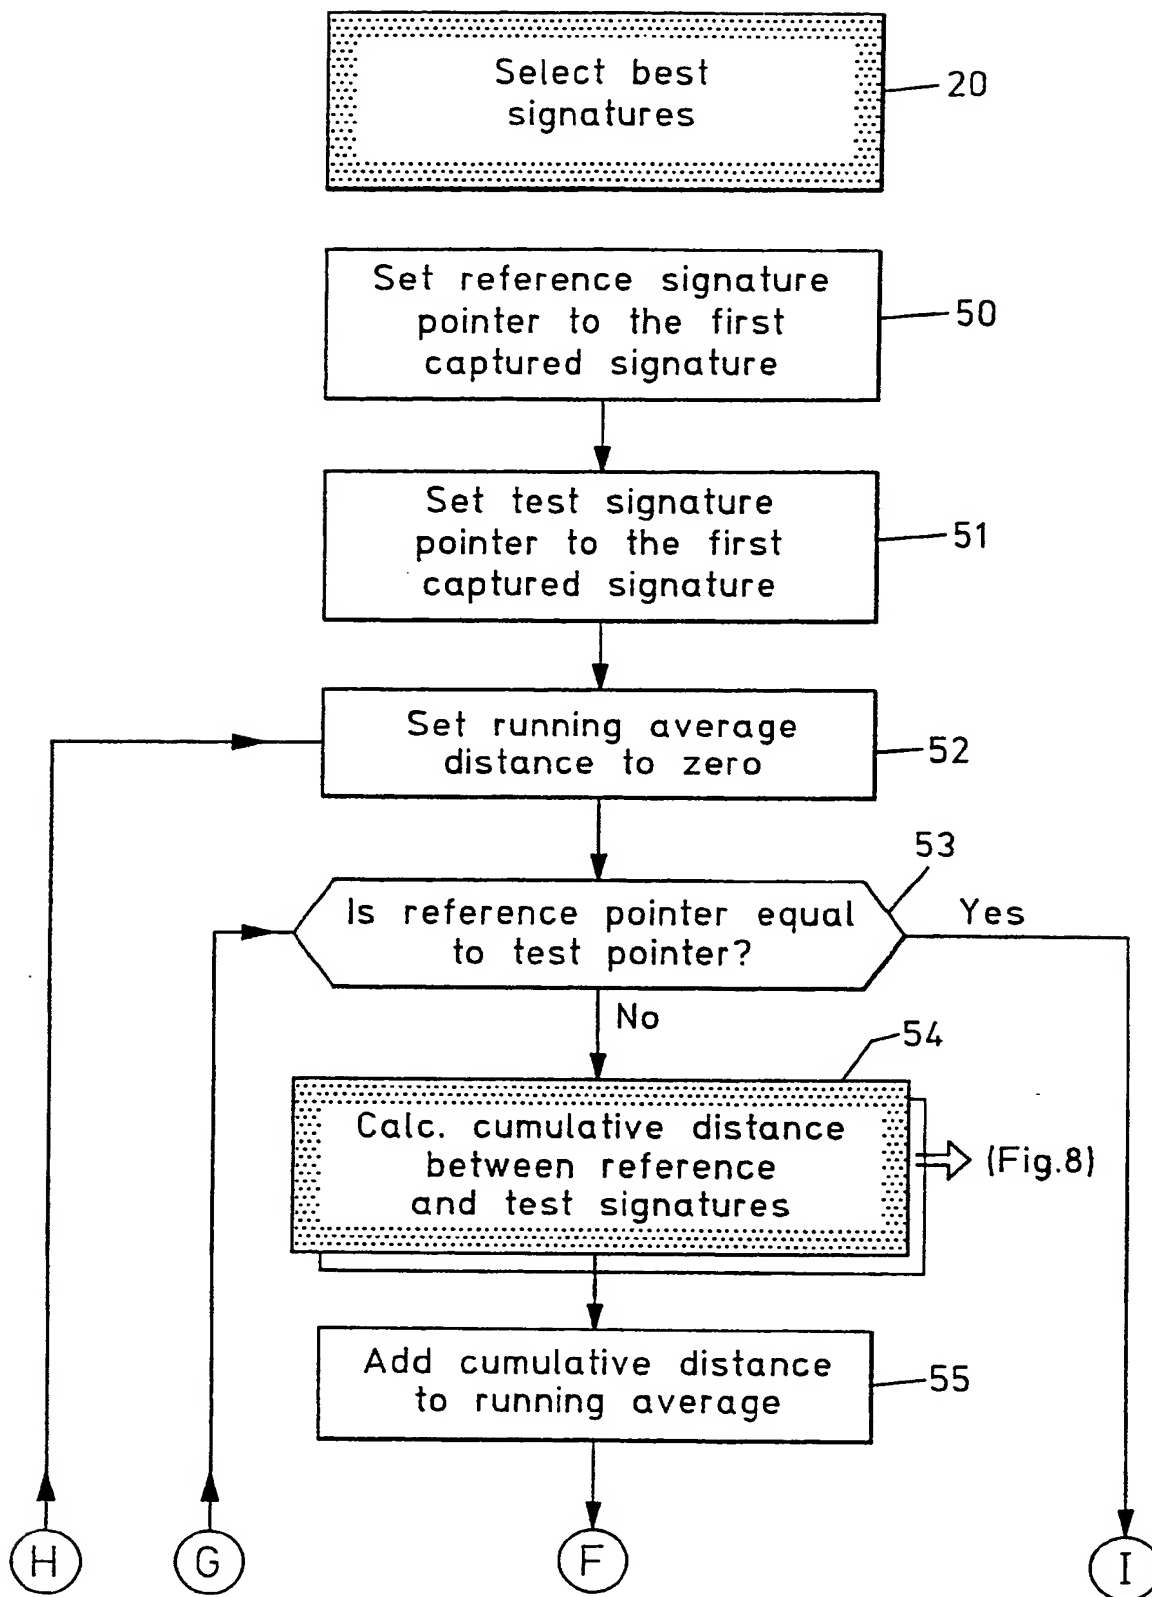 Select best
signatures
20
Set reference signature
pointer to the first
captured signature
50
Set test signature
pointer to the first
captured signature
51
Set running average
distance to zero
52
53
Is reference pointer equal
to test pointer?
Yes
No
54
Calc. cumulative distance
between reference
and test signatures
(Fig.8)
Add cumulative distance
to running average
55
H
G
F
I